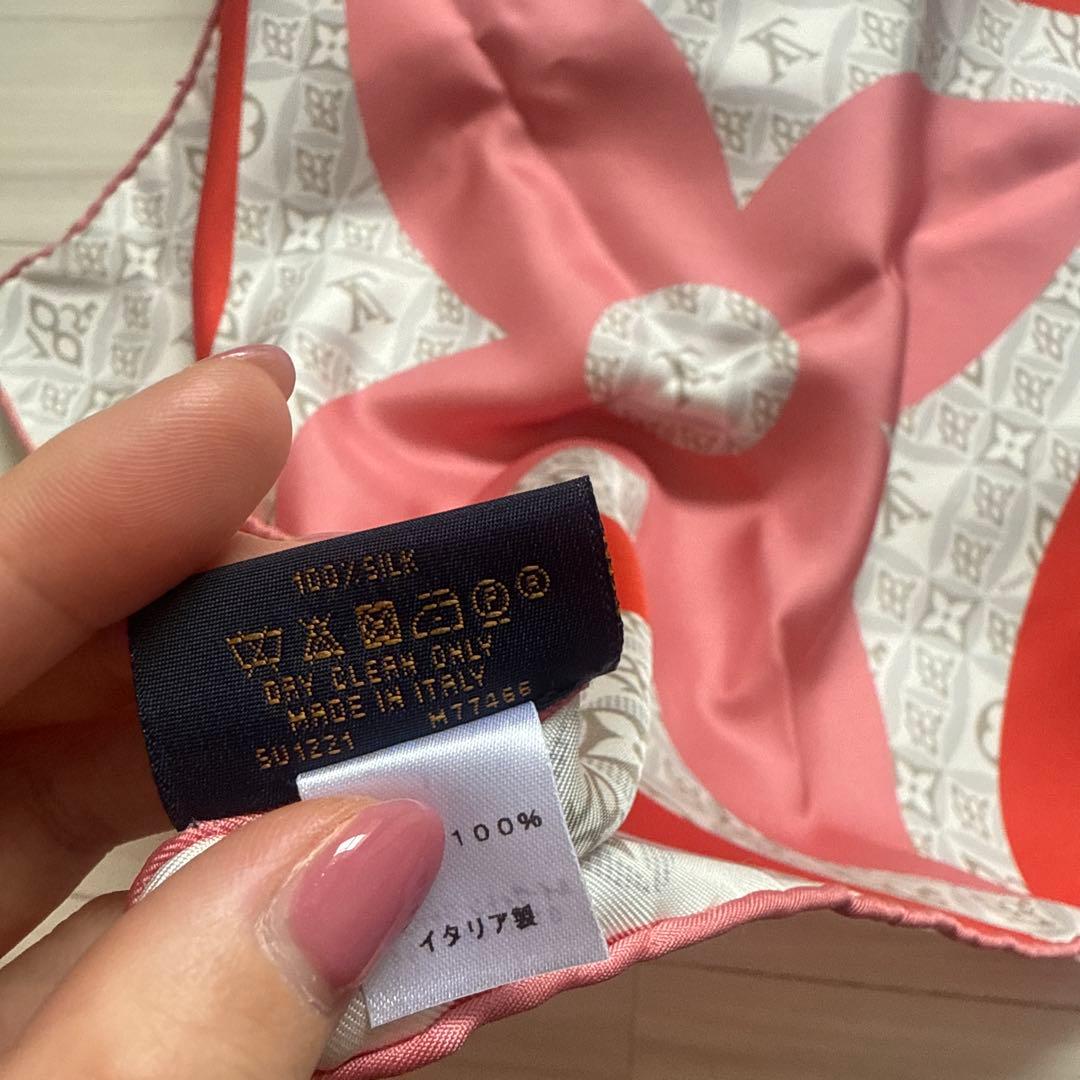 100% SILK
DRY CLEAN ONLY
MADE IN ITALY
M77466
SU1221
100%
イタリア製